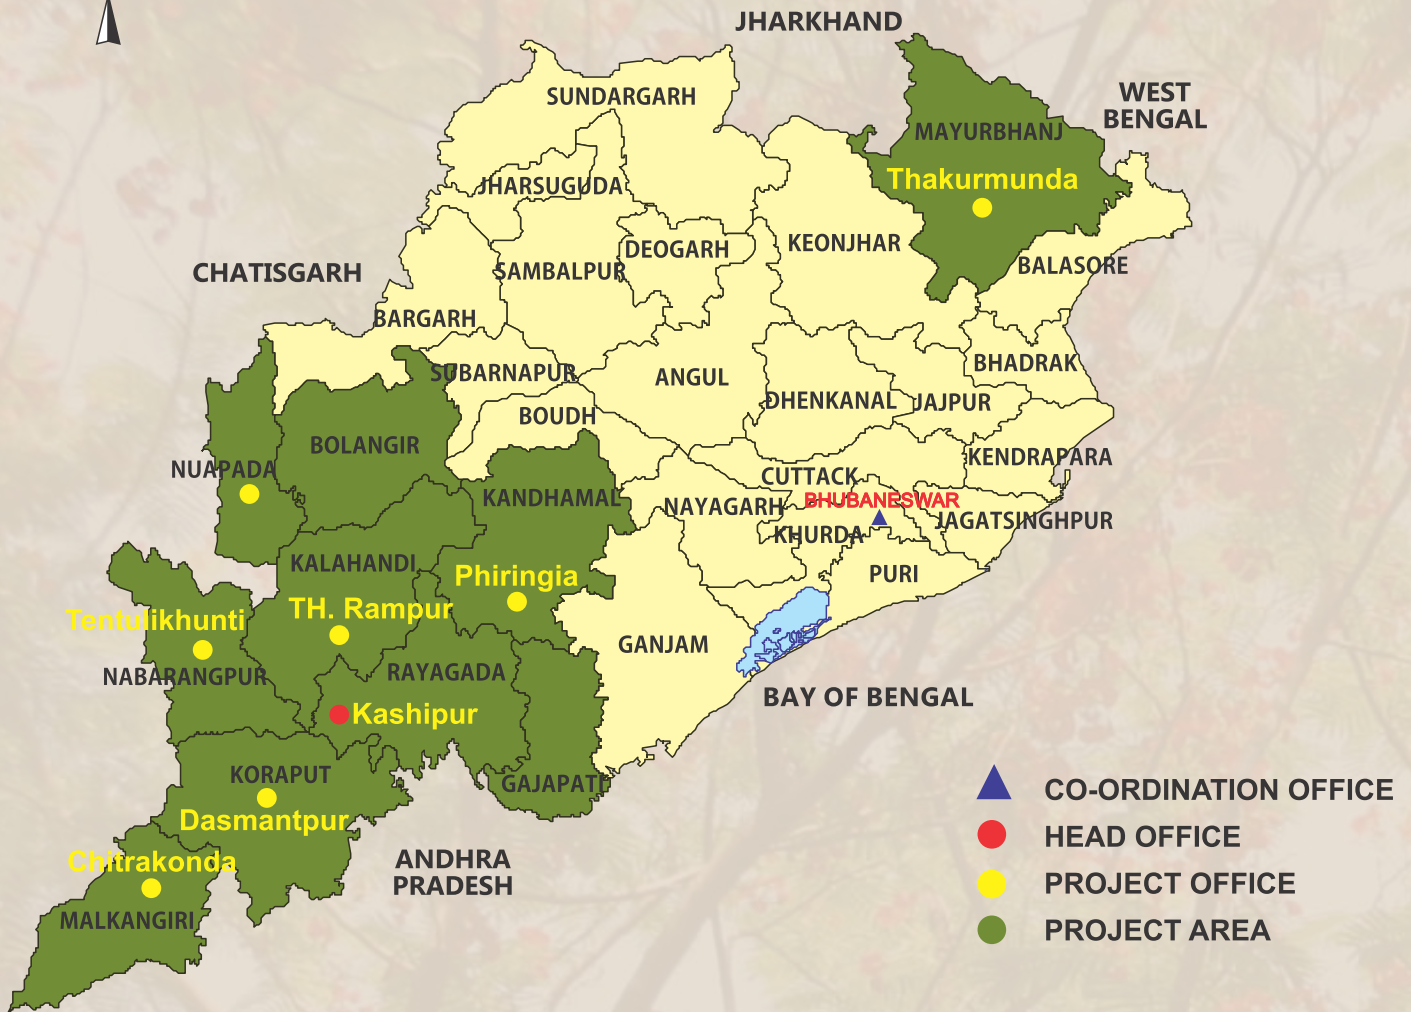 JHARKHAND
SUNDARGARH
WEST
BENGAL
MAYURBHANJ
Thakurmunda
JHARSUGUDA
KEONJHAR
DEOGARH
BALASORE
CHATISGARH
SAMBALPUR
BARGARH
BHADRAK
SUBARNAPUR
ANGUL
DHENKANAL
JAJPUR
BOUDH
BOLANGIR
KENDRAPARA
NUAPADA
CUTTACK
KANDHAMAL
BHUBANESWAR
NAYAGARH
JAGATSINGHPUR
KHURDA
KALAHANDI
PURI
Phiringia
TH. Rampur
Tentulikhunti
GANJAM
RAYAGADA
NABARANGPUR
BAY OF BENGAL
Kashipur
KORAPUT
GAJAPATI
CO-ORDINATION OFFICE
Dasmantpur
HEAD OFFICE
Chitrakonda
ANDHRA
PRADESH
PROJECT OFFICE
MALKANGIRI
PROJECT AREA